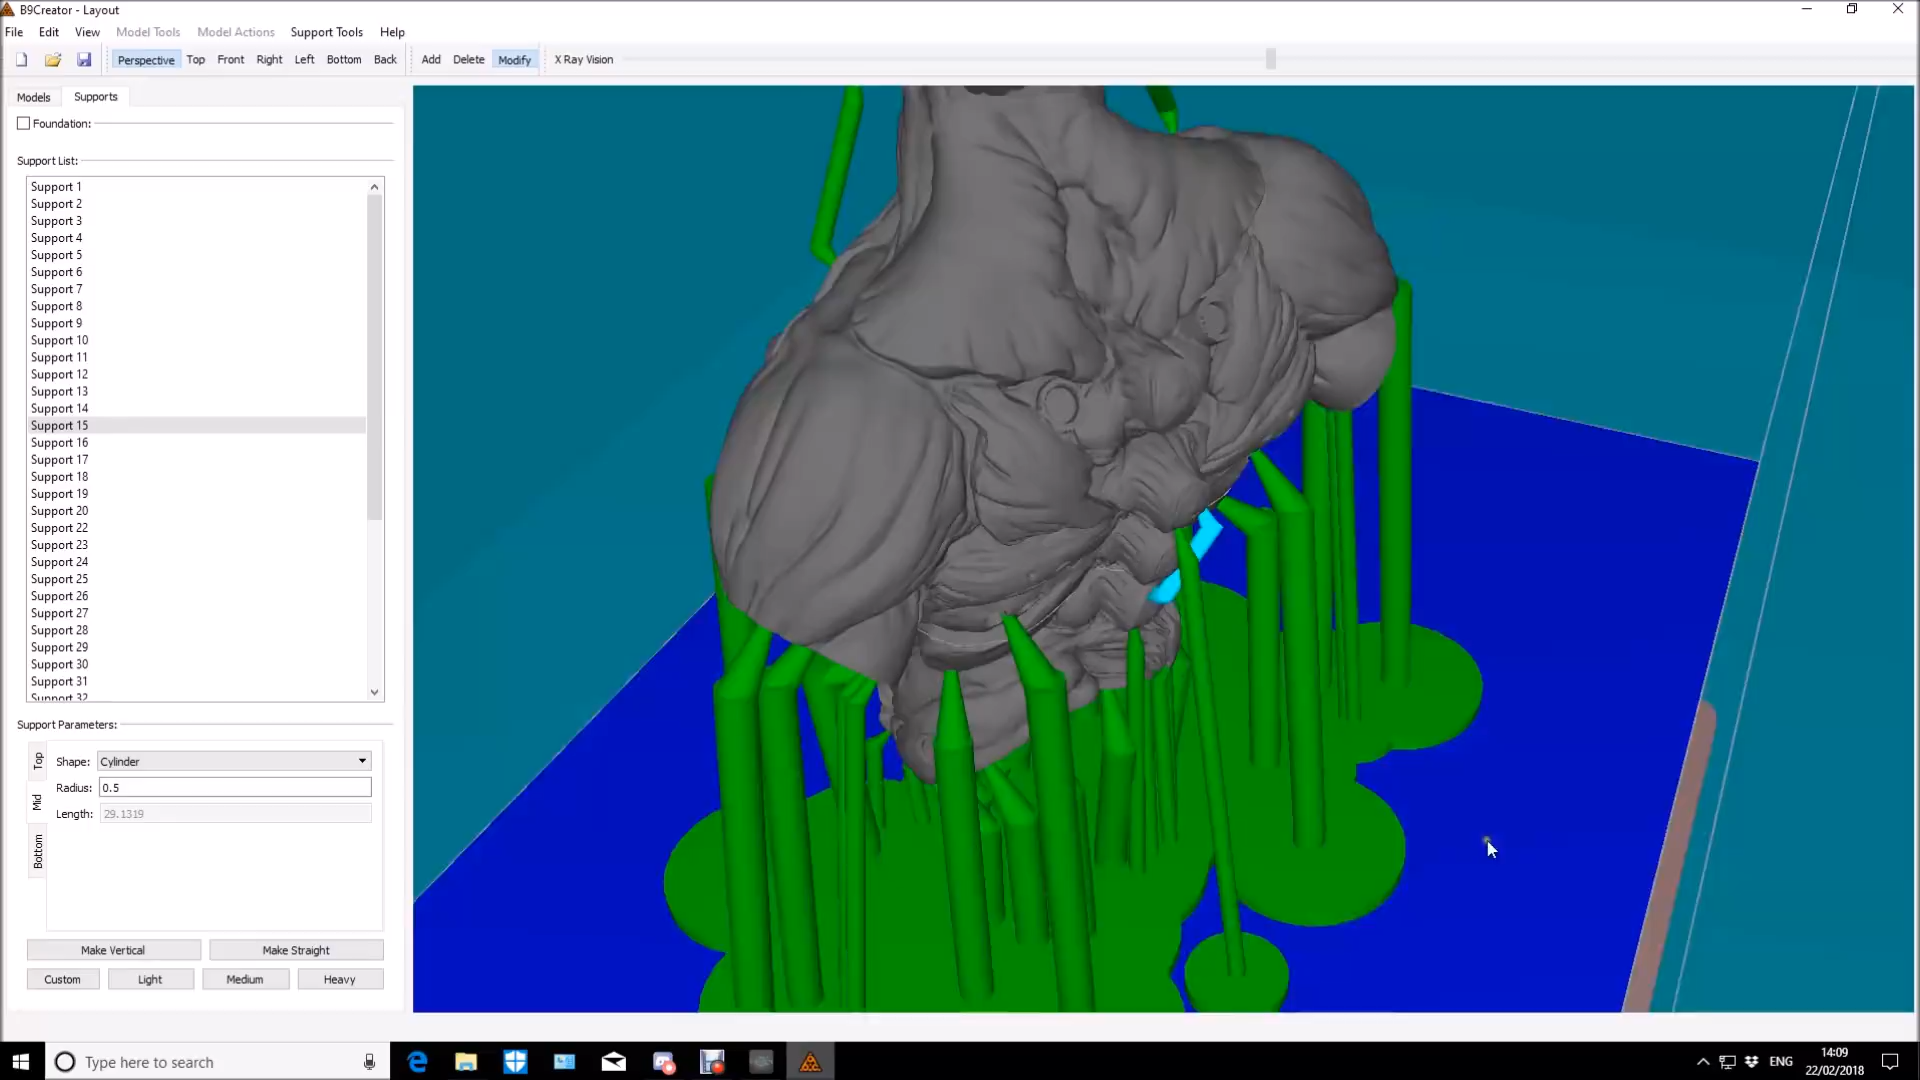 B9Creator - Layout
File Edit View Model Tools Model Actions Support Tools Help
Perspective Top Front Right Left Bottom Back Add Delete Modify X Ray Vision
Models Supports
Foundation:
Support List:
Support 1
Support 2
Support 3
Support 4
Support 5
Support 6
Support 7
Support 8
Support 9
Support 10
Support 11
Support 12
Support 13
Support 14
Support 15
Support 16
Support 17
Support 18
Support 19
Support 20
Support 22
Support 23
Support 24
Support 25
Support 26
Support 27
Support 28
Support 29
Support 30
Support 31
Support 32
Support Parameters:
Top
Mid
Bottom
Shape: Cylinder
Radius: 0.5
Length: 29.1319
Make Vertical Make Straight
Custom Light Medium Heavy
Type here to search
ENG
14:09
22/02/2018